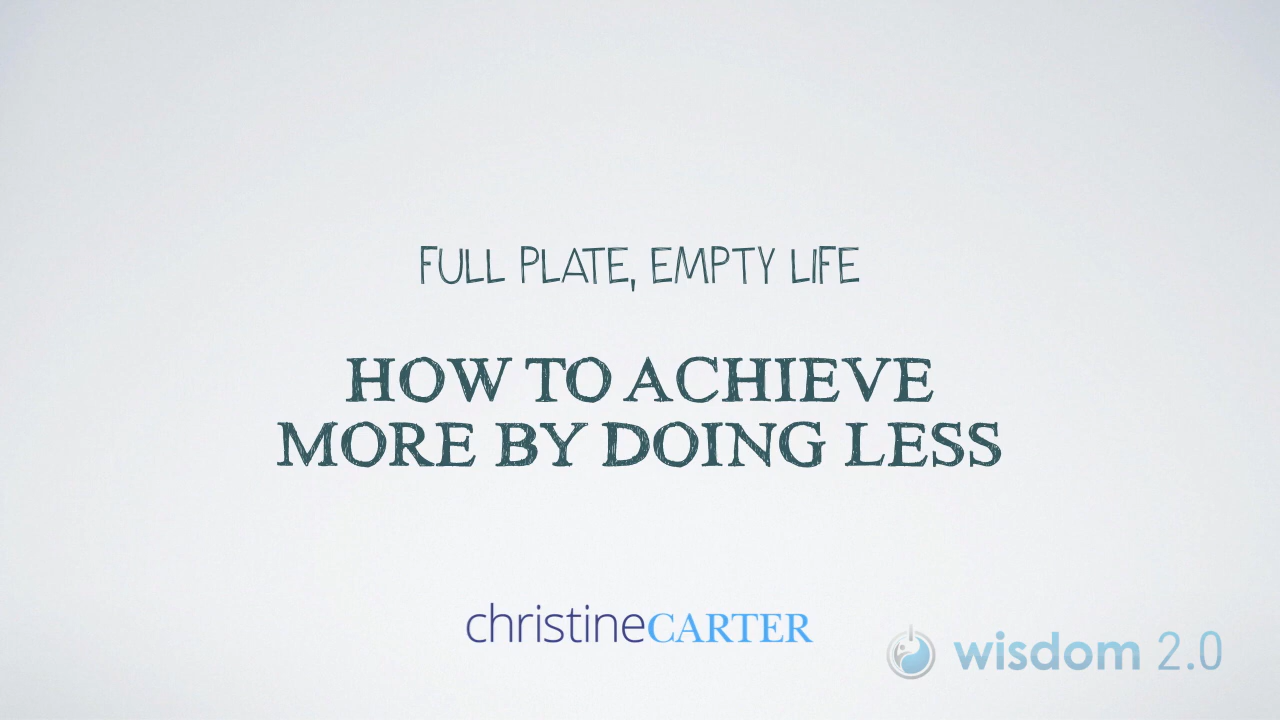 FULL PLATE, EMPTY LIFE
HOW TO ACHIEVE
MORE BY DOING LESS
christineCARTER
wisdom 2.0